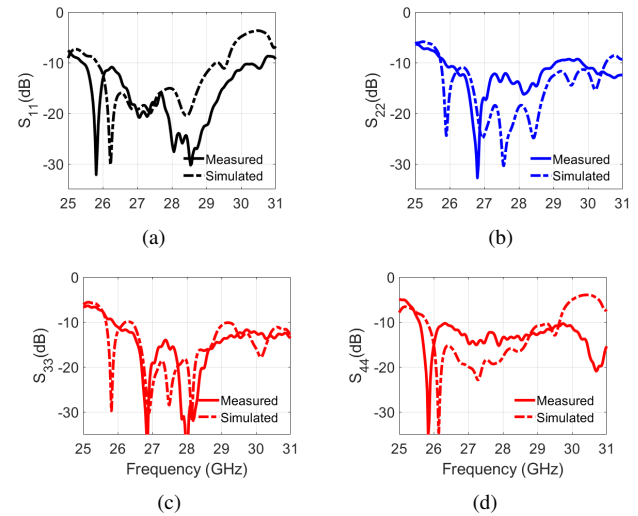 0
-10
-20
-30
S11(dB)
Measured
Simulated
25 26 27 28 29 30 31
(a)
0
-10
-20
-30
S22(dB)
Measured
Simulated
25 26 27 28 29 30 31
(b)
0
-10
-20
-30
S33(dB)
Measured
Simulated
25 26 27 28 29 30 31
Frequency (GHz)
(c)
0
-10
-20
-30
S44(dB)
Measured
Simulated
25 26 27 28 29 30 31
Frequency (GHz)
(d)